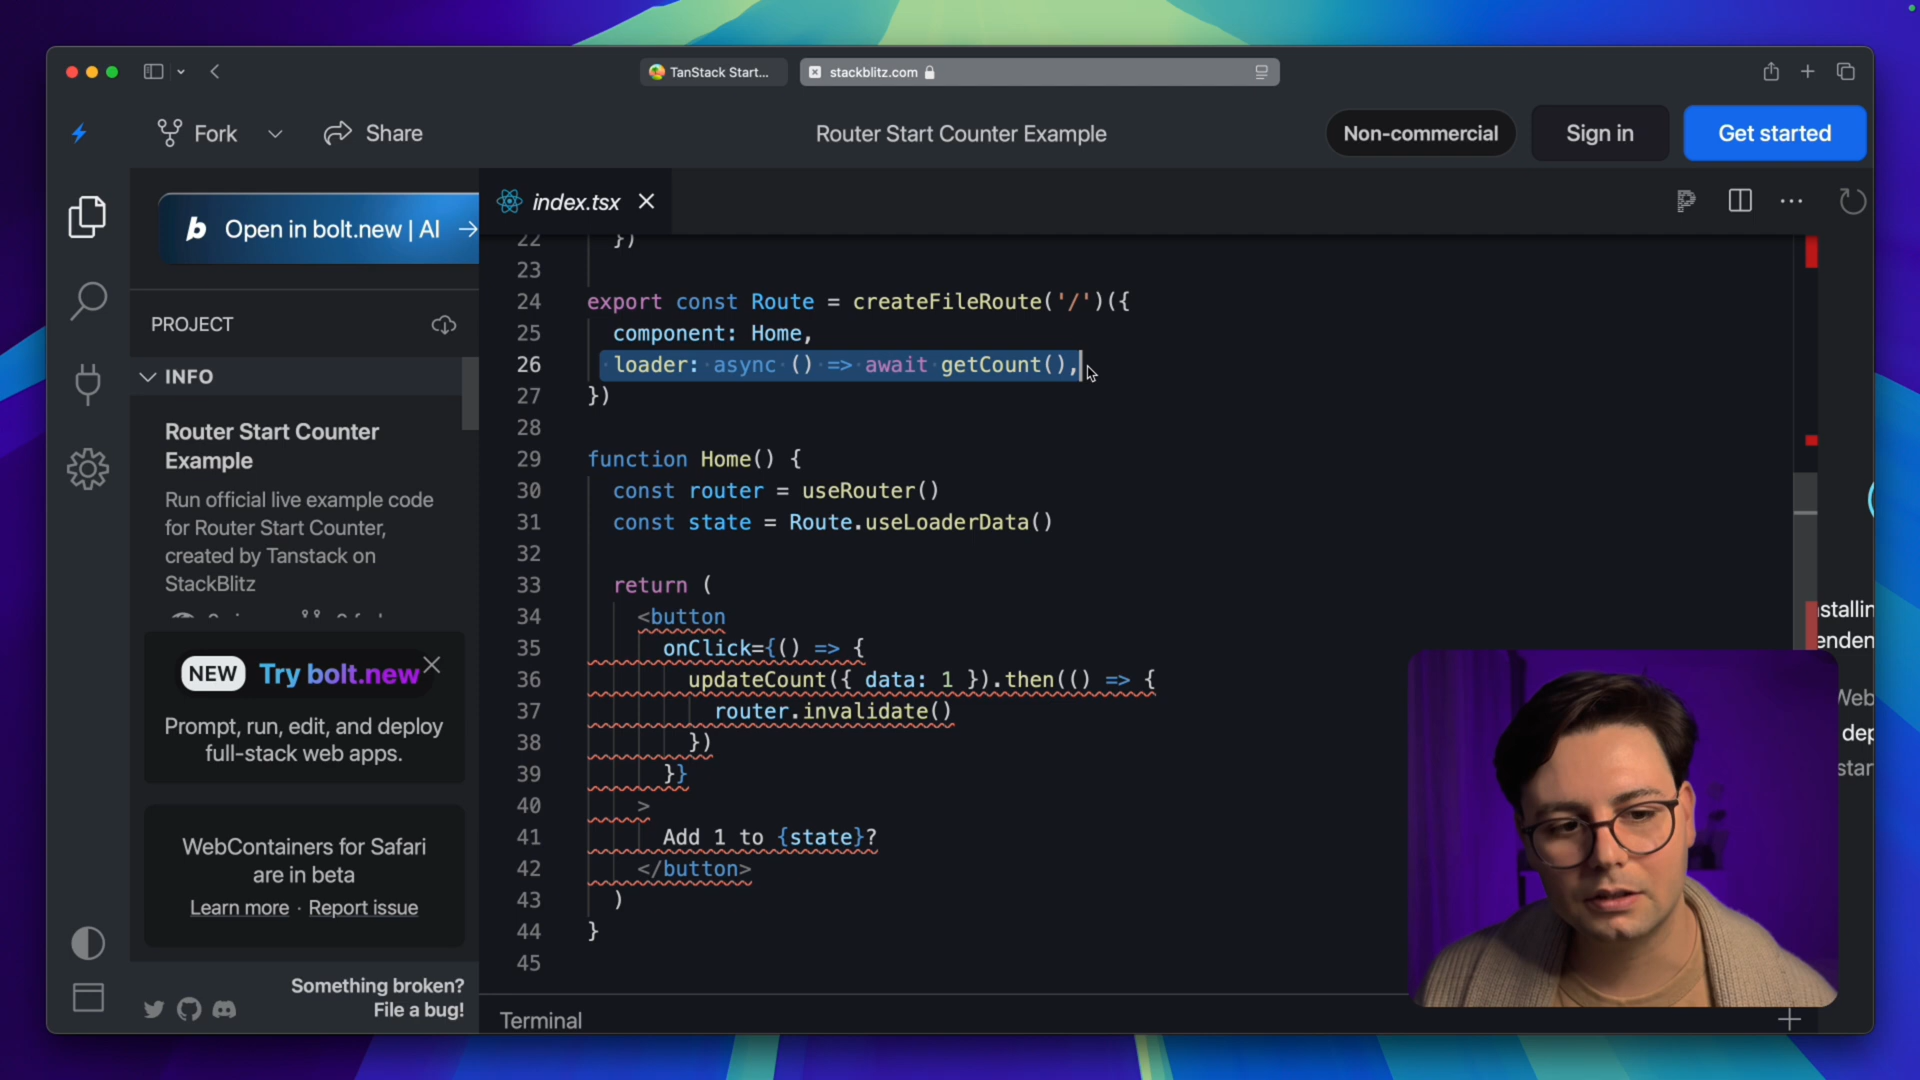 TanStack Start...
stackblitz.com
Fork
Share
Router Start Counter Example
Non-commercial
Sign in
Get started
Open in bolt.new | AI
PROJECT
INFO
Router Start Counter
Example
Run official live example code
for Router Start Counter,
created by Tanstack on
StackBlitz
NEW Try bolt.new
Prompt, run, edit, and deploy
full-stack web apps.
WebContainers for Safari
are in beta
Learn more · Report issue
Something broken?
File a bug!
index.tsx
22 })
23
24 export const Route = createFileRoute('/')({
25 component: Home,
26 loader: async () => await getCount(),
27 })
28
29 function Home() {
30 const router = useRouter()
31 const state = Route.useLoaderData()
32
33 return (
34 <button
35 onClick={() => {
36 updateCount({ data: 1 }).then(() => {
37 router.invalidate()
38 })
39 }}
40 >
41 Add 1 to {state}?
42 </button>
43 )
44 }
45
Terminal